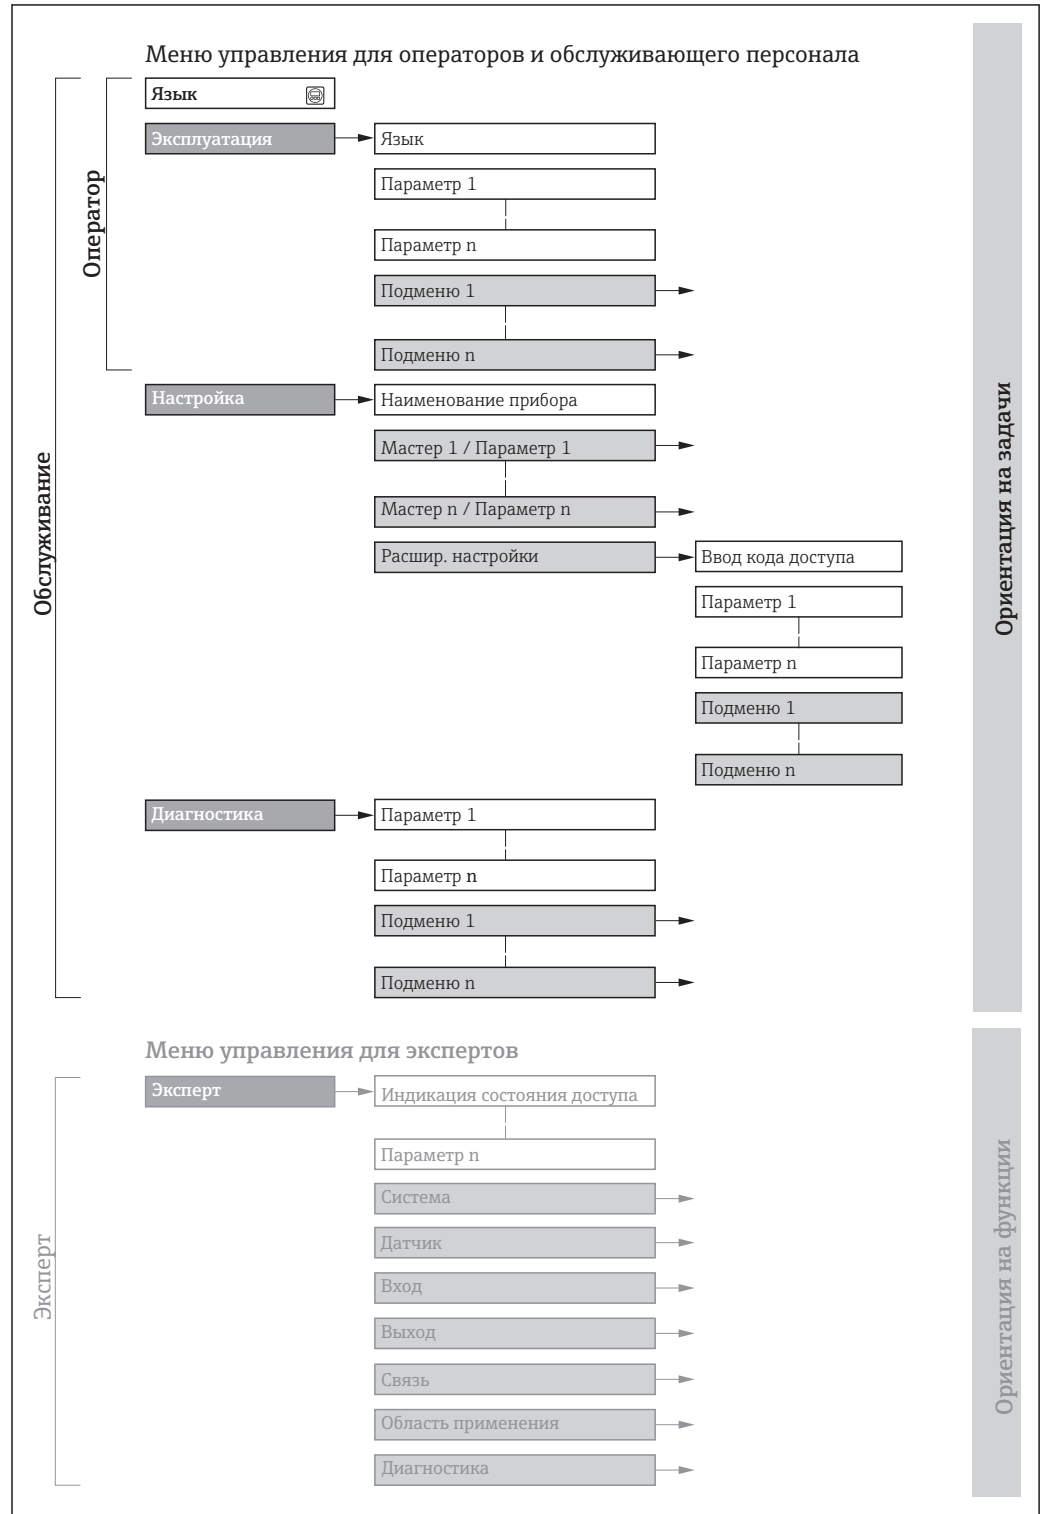 Меню управления для операторов и обслуживающего персонала
Язык
Эксплуатация
Язык
Параметр 1
Параметр n
Подменю 1
Подменю n
Оператор
Настройка
Наименование прибора
Мастер 1 / Параметр 1
Мастер n / Параметр n
Расшир. настройки
Ввод кода доступа
Параметр 1
Параметр n
Подменю 1
Подменю n
Обслуживание
Диагностика
Параметр 1
Параметр n
Подменю 1
Подменю n
Ориентация на задачи
Меню управления для экспертов
Эксперт
Индикация состояния доступа
Параметр n
Система
Датчик
Вход
Выход
Связь
Область применения
Диагностика
Эксперт
Ориентация на функции